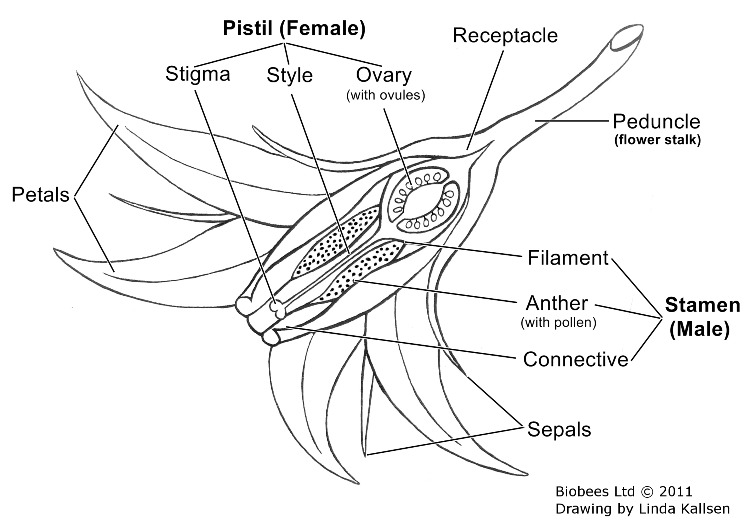 Pistil (Female)
Receptacle
Stigma
Style
Ovary
(with ovules)
Peduncle
(flower stalk)
Petals
Filament
Anther
(with pollen)
Stamen
(Male)
Connective
Sepals
Biobees Ltd © 2011
Drawing by Linda Kallsen